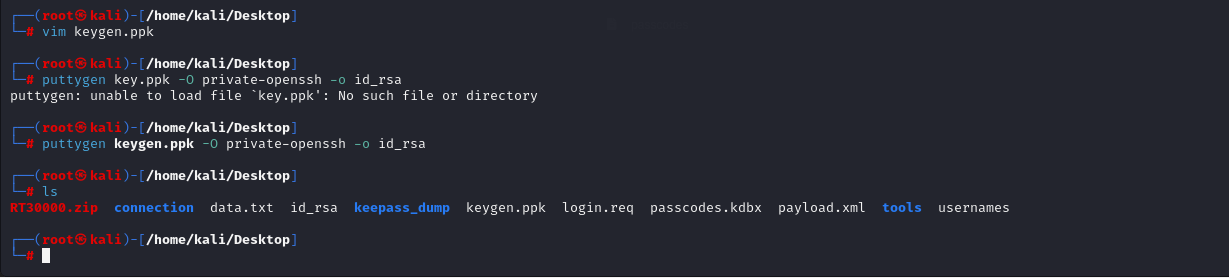 ┌──(root㉿kali)-[/home/kali/Desktop]
└─# vim keygen.ppk
┌──(root㉿kali)-[/home/kali/Desktop]
└─# puttygen key.ppk -O private-openssh -o id_rsa
puttygen: unable to load file `key.ppk': No such file or directory
┌──(root㉿kali)-[/home/kali/Desktop]
└─# puttygen keygen.ppk -O private-openssh -o id_rsa
┌──(root㉿kali)-[/home/kali/Desktop]
└─# ls
RT30000.zip  connection  data.txt  id_rsa  keepass_dump  keygen.ppk  login.req  passcodes.kdbx  payload.xml  tools  usernames
┌──(root㉿kali)-[/home/kali/Desktop]
└─#